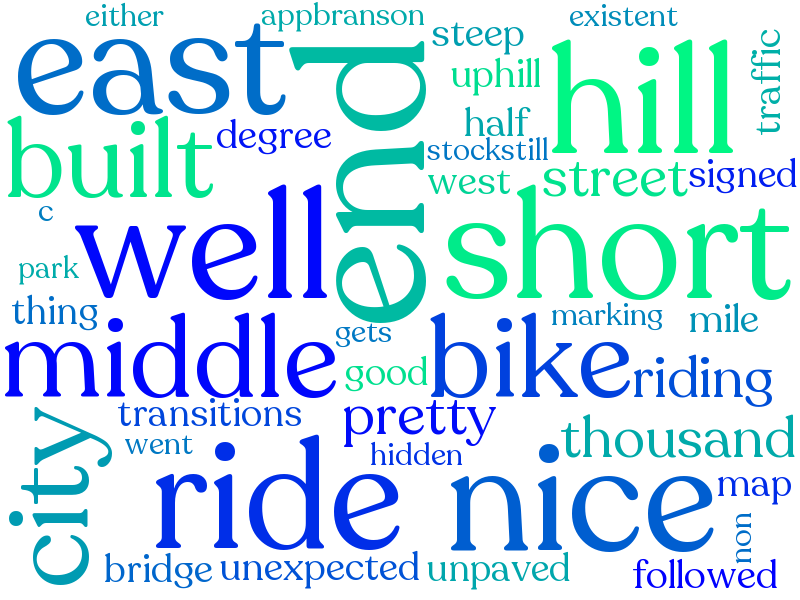 either
appbranson
existent
east
end
steep
traffic
uphill
hill
built
degree
half
stockstill
west
street
signed
c
well
short
park
thing
middle
gets
bike
marking
mile
good
riding
city
transitions
pretty
went
hidden
thousand
ride
nice
map
non
bridge
unexpected
unpaved
followed